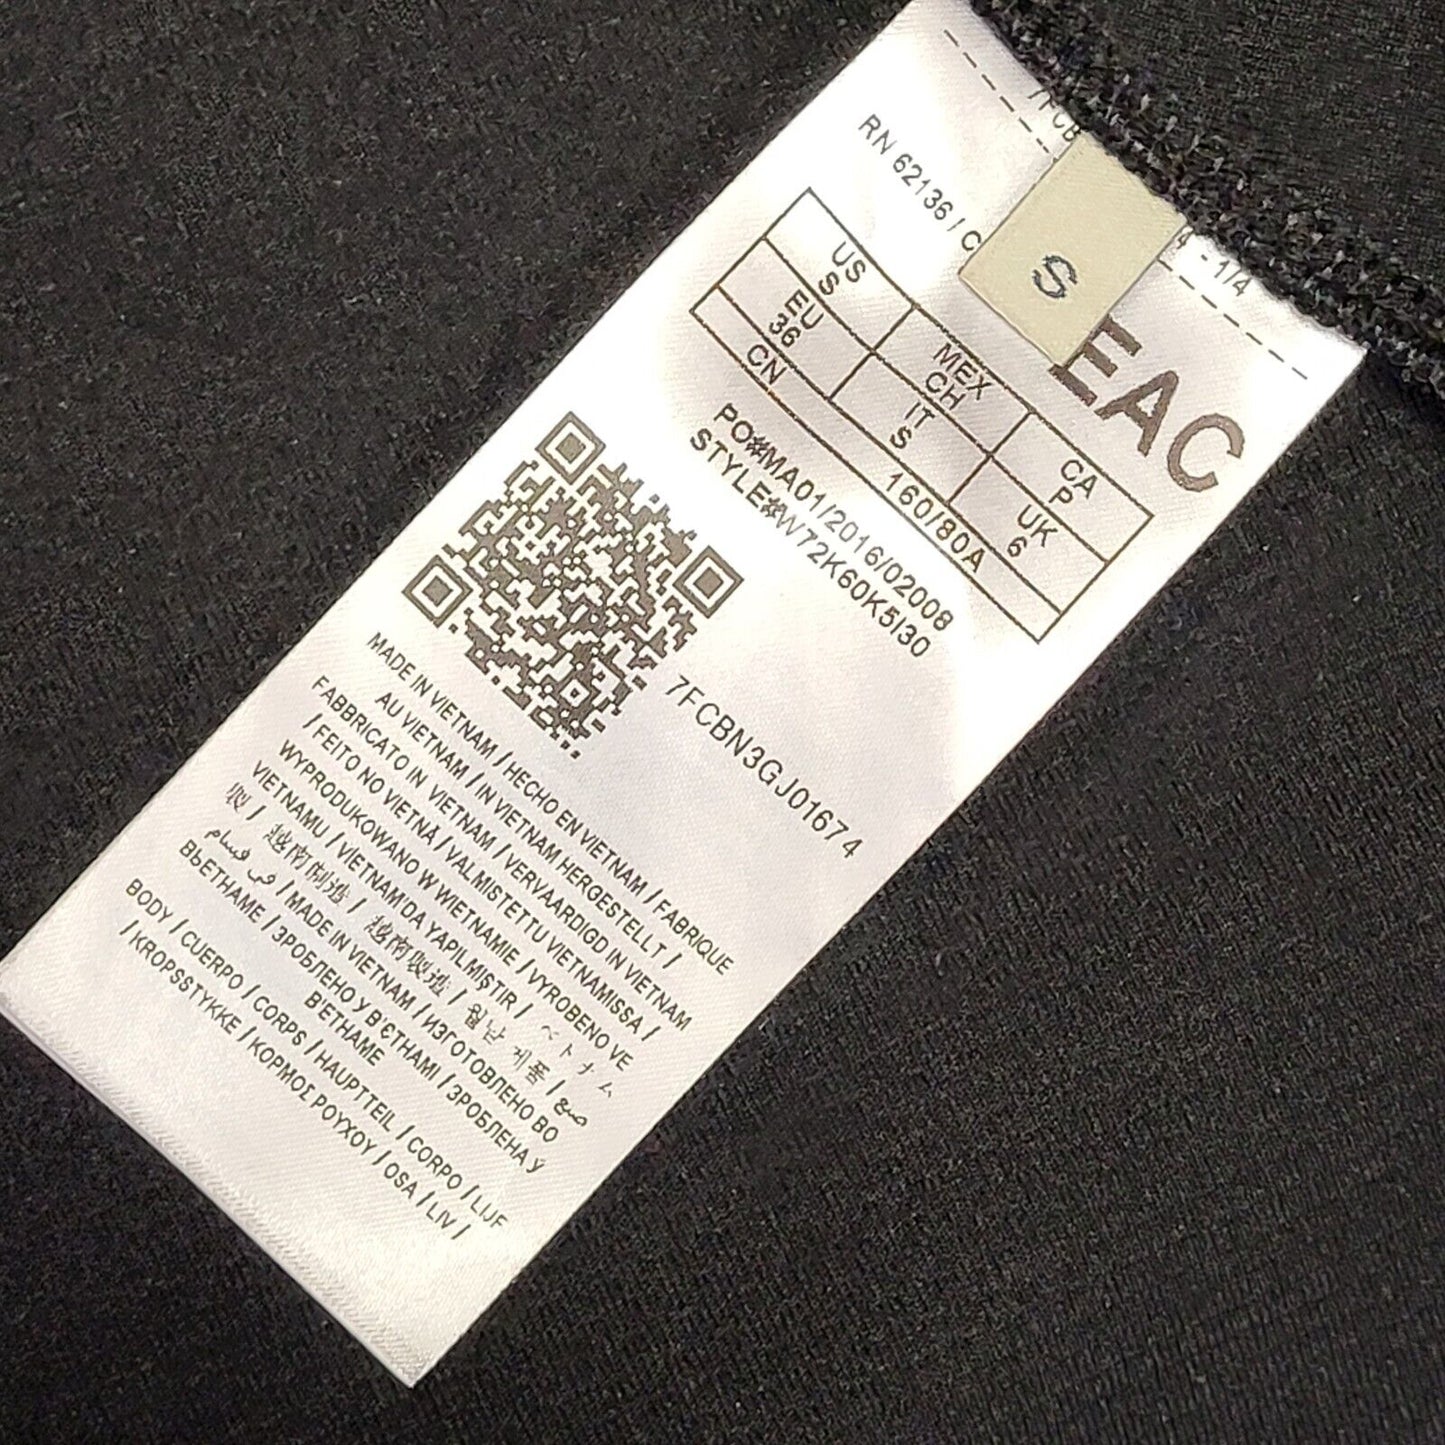 S
RN 62136 / C
4 - 1/4
EAC
US
S
MEX
CH
CA
P
EU
36
IT
S
UK
6
CN
160/80A
PO#MA01/2016/02008
STYLE#W72K60K5I30
7FCBN3GJ01674
MADE IN VIETNAM / HECHO EN VIETNAM / FABRIQUE
AU VIETNAM / IN VIETNAM HERGESTELLT /
FABBRICATO IN VIETNAM / VERVAARDIGD IN VIETNAM
/ FEITO NO VIETNÃ / VALMISTETTU VIETNAMISSA /
WYPRODUKOWANO W WIETNAMIE / VYROBENO VE
VIETNAMU / VIETNAM'DA YAPILMIŞTIR / ベトナム
製 / 越南制造 / 越南製造 / 월남 제품 / صنع
في فيتنام / MADE IN VIETNAM / ИЗГОТОВЛЕНО ВО
ВЬЕТНАМЕ / ЗРОБЛЕНО У В'ЄТНАМІ / ЗРОБЛЕНА Ў
В'ЕТНАМЕ
BODY / CUERPO / CORPS / HAUPTTEIL / CORPO / LIJF
/ KROPSSTYKKE / ΚΟΡΜΟΣ ΡΟΥΧΟΥ / OSA / LIV /